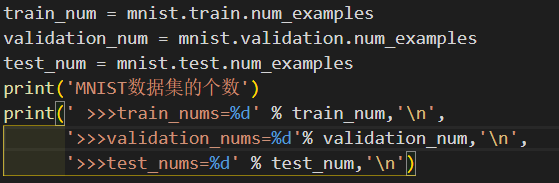 train_num = mnist.train.num_examples
validation_num = mnist.validation.num_examples
test_num = mnist.test.num_examples
print('MNIST数据集的个数')
print(' >>>train_nums=%d' % train_num,'\n',
      '>>>validation_nums=%d'% validation_num,'\n',
      '>>>test_nums=%d' % test_num,'\n')